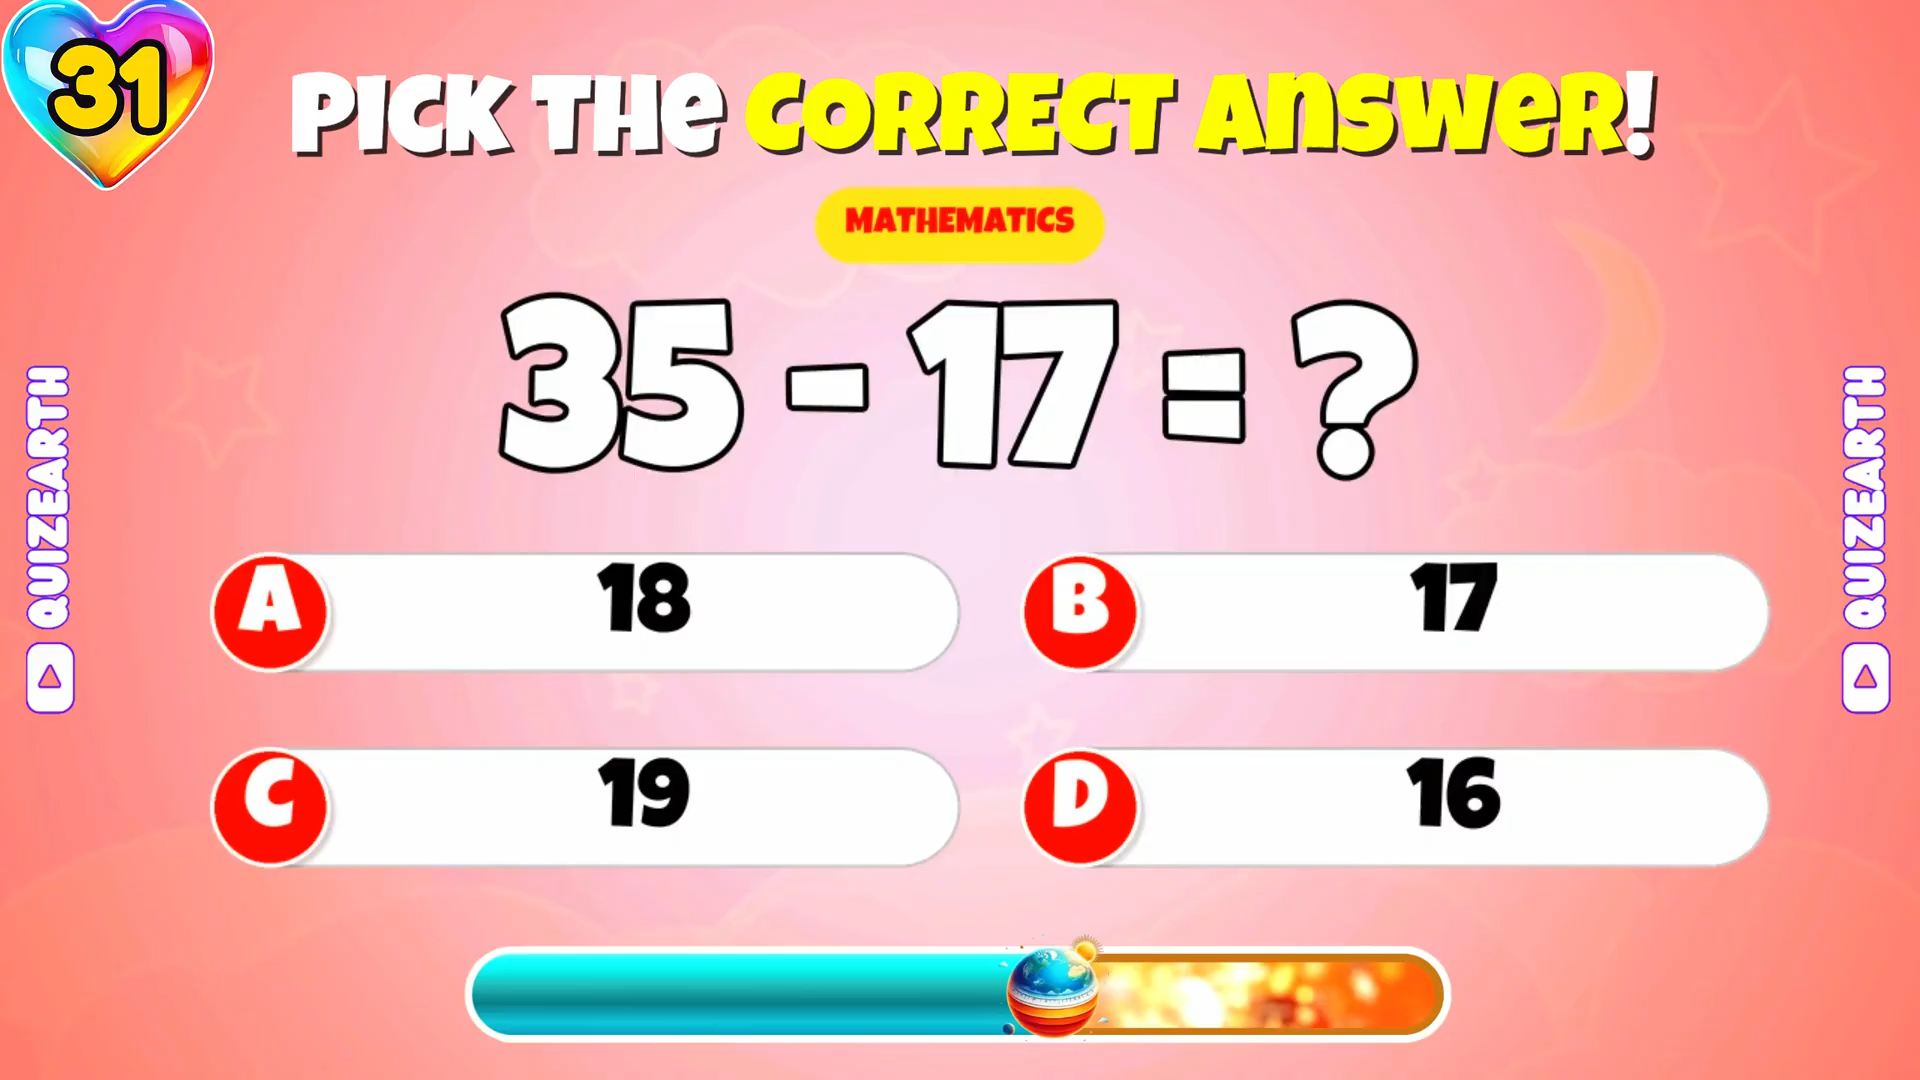 31
PICK THE CORRECT ANSWER!
MATHEMATICS
35 - 17 = ?
A 18
B 17
C 19
D 16
QUIZEARTH
QUIZEARTH